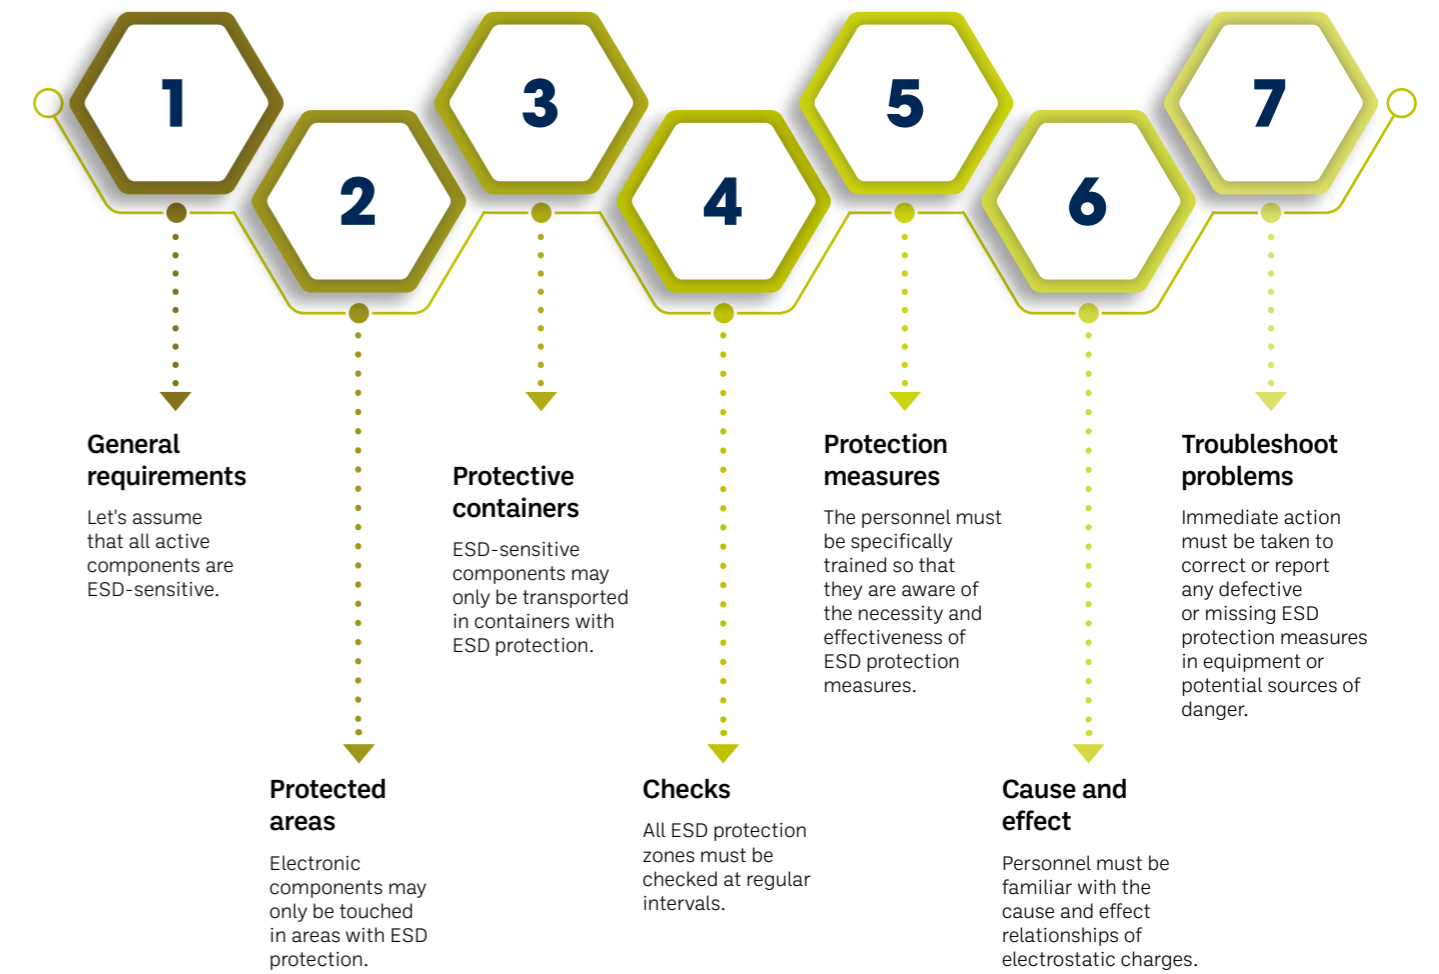 1
2
3
4
5
6
7
General
requirements
Let's assume
that all active
components are
ESD-sensitive.
Protected
areas
Electronic
components may
only be touched
in areas with ESD
protection.
Protective
containers
ESD-sensitive
components may
only be transported
in containers with
ESD protection.
Checks
All ESD protection
zones must be
checked at regular
intervals.
Protection
measures
The personnel must
be specifically
trained so that
they are aware of
the necessity and
effectiveness of
ESD protection
measures.
Cause and
effect
Personnel must be
familiar with the
cause and effect
relationships of
electrostatic charges.
Troubleshoot
problems
Immediate action
must be taken to
correct or report
any defective
or missing ESD
protection measures
in equipment or
potential sources of
danger.